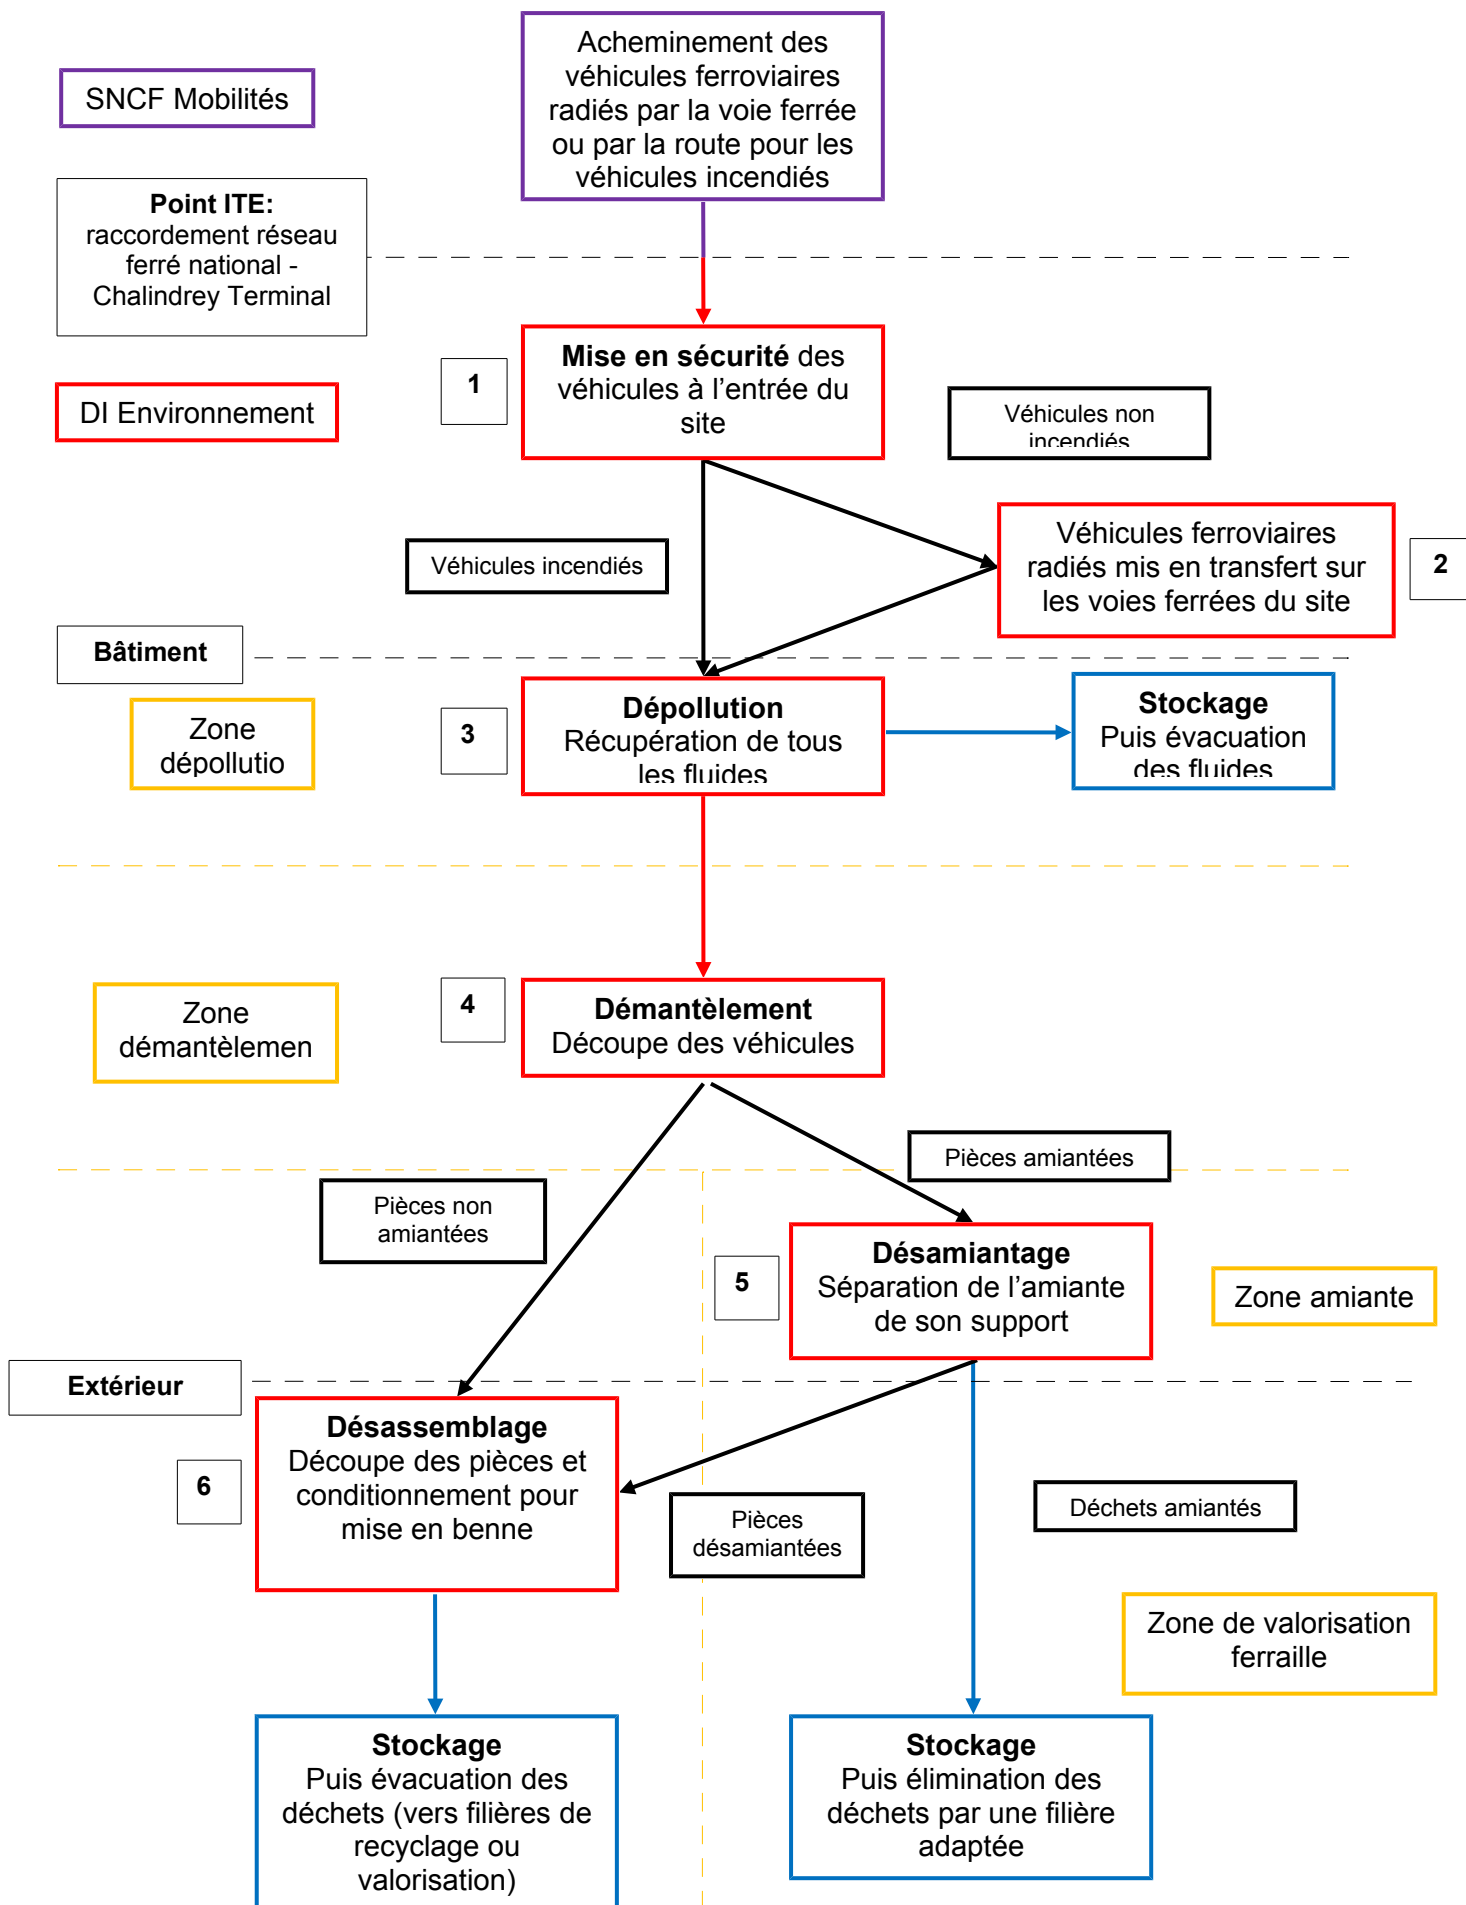 Acheminement des
véhicules ferroviaires
radiés par la voie ferrée
ou par la route pour les
véhicules incendiés
SNCF Mobilités
Point ITE:
raccordement réseau
ferré national -
Chalindrey Terminal
1
Mise en sécurité des
véhicules à l'entrée du
site
DI Environnement
Véhicules non
incendiés
Véhicules incendiés
Véhicules ferroviaires
radiés mis en transfert sur
les voies ferrées du site
2
Bâtiment
Zone
dépollutio
3
Dépollution
Récupération de tous
les fluides
Stockage
Puis évacuation
des fluides
Zone
démantèlemen
4
Démantèlement
Découpe des véhicules
Pièces amiantées
Pièces non
amiantées
5
Désamiantage
Séparation de l'amiante
de son support
Zone amiante
Extérieur
6
Désassemblage
Découpe des pièces et
conditionnement pour
mise en benne
Pièces
désamiantées
Déchets amiantés
Zone de valorisation
ferraille
Stockage
Puis évacuation des
déchets (vers filières de
recyclage ou
valorisation)
Stockage
Puis élimination des
déchets par une filière
adaptée